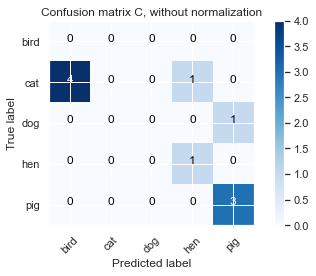 Confusion matrix C, without normalization
bird 0 0 0 0 0
cat 4 0 0 1 0
dog 0 0 0 0 1
hen 0 0 0 1 0
pig 0 0 0 0 3
bird cat dog hen pig
True label
Predicted label
4.0
3.5
3.0
2.5
2.0
1.5
1.0
0.5
0.0